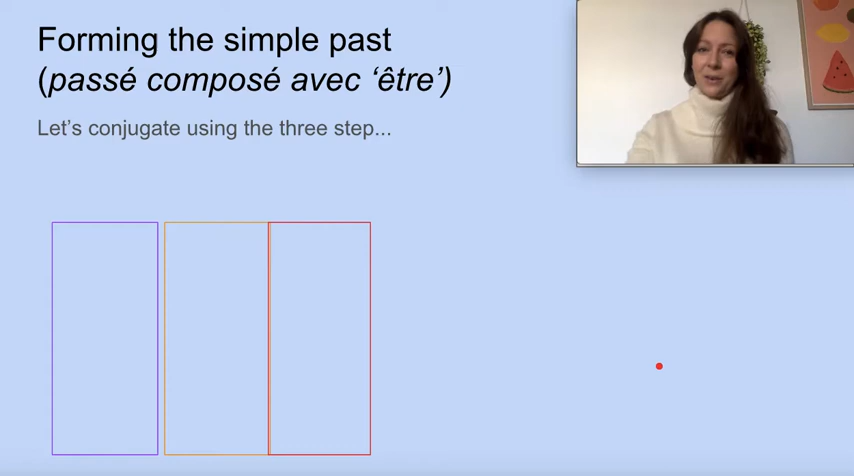 Forming the simple past
(passé composé avec ‘être’)
Let’s conjugate using the three step...